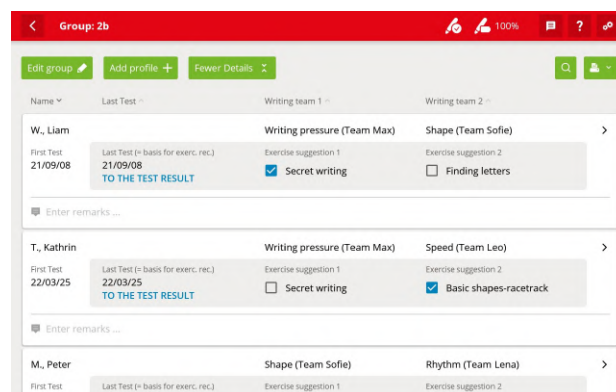 Group: 2b
100%
?
Edit group
Add profile +
Fewer Details
Name
Last Test
Writing team 1
Writing team 2
W., Liam
Writing pressure (Team Max)
Shape (Team Sofie)
First Test
Last Test (= basis for exerc. rec.)
Exercise suggestion 1
Exercise suggestion 2
21/09/08
21/09/08
Secret writing
Finding letters
TO THE TEST RESULT
Enter remarks ...
T., Kathrin
Writing pressure (Team Max)
Speed (Team Leo)
First Test
Last Test (= basis for exerc. rec.)
Exercise suggestion 1
Exercise suggestion 2
22/03/25
22/03/25
Secret writing
Basic shapes-racetrack
TO THE TEST RESULT
Enter remarks ...
M., Peter
Shape (Team Sofie)
Rhythm (Team Lena)
First Test
Last Test (= basis for exerc. rec.)
Exercise suggestion 1
Exercise suggestion 2